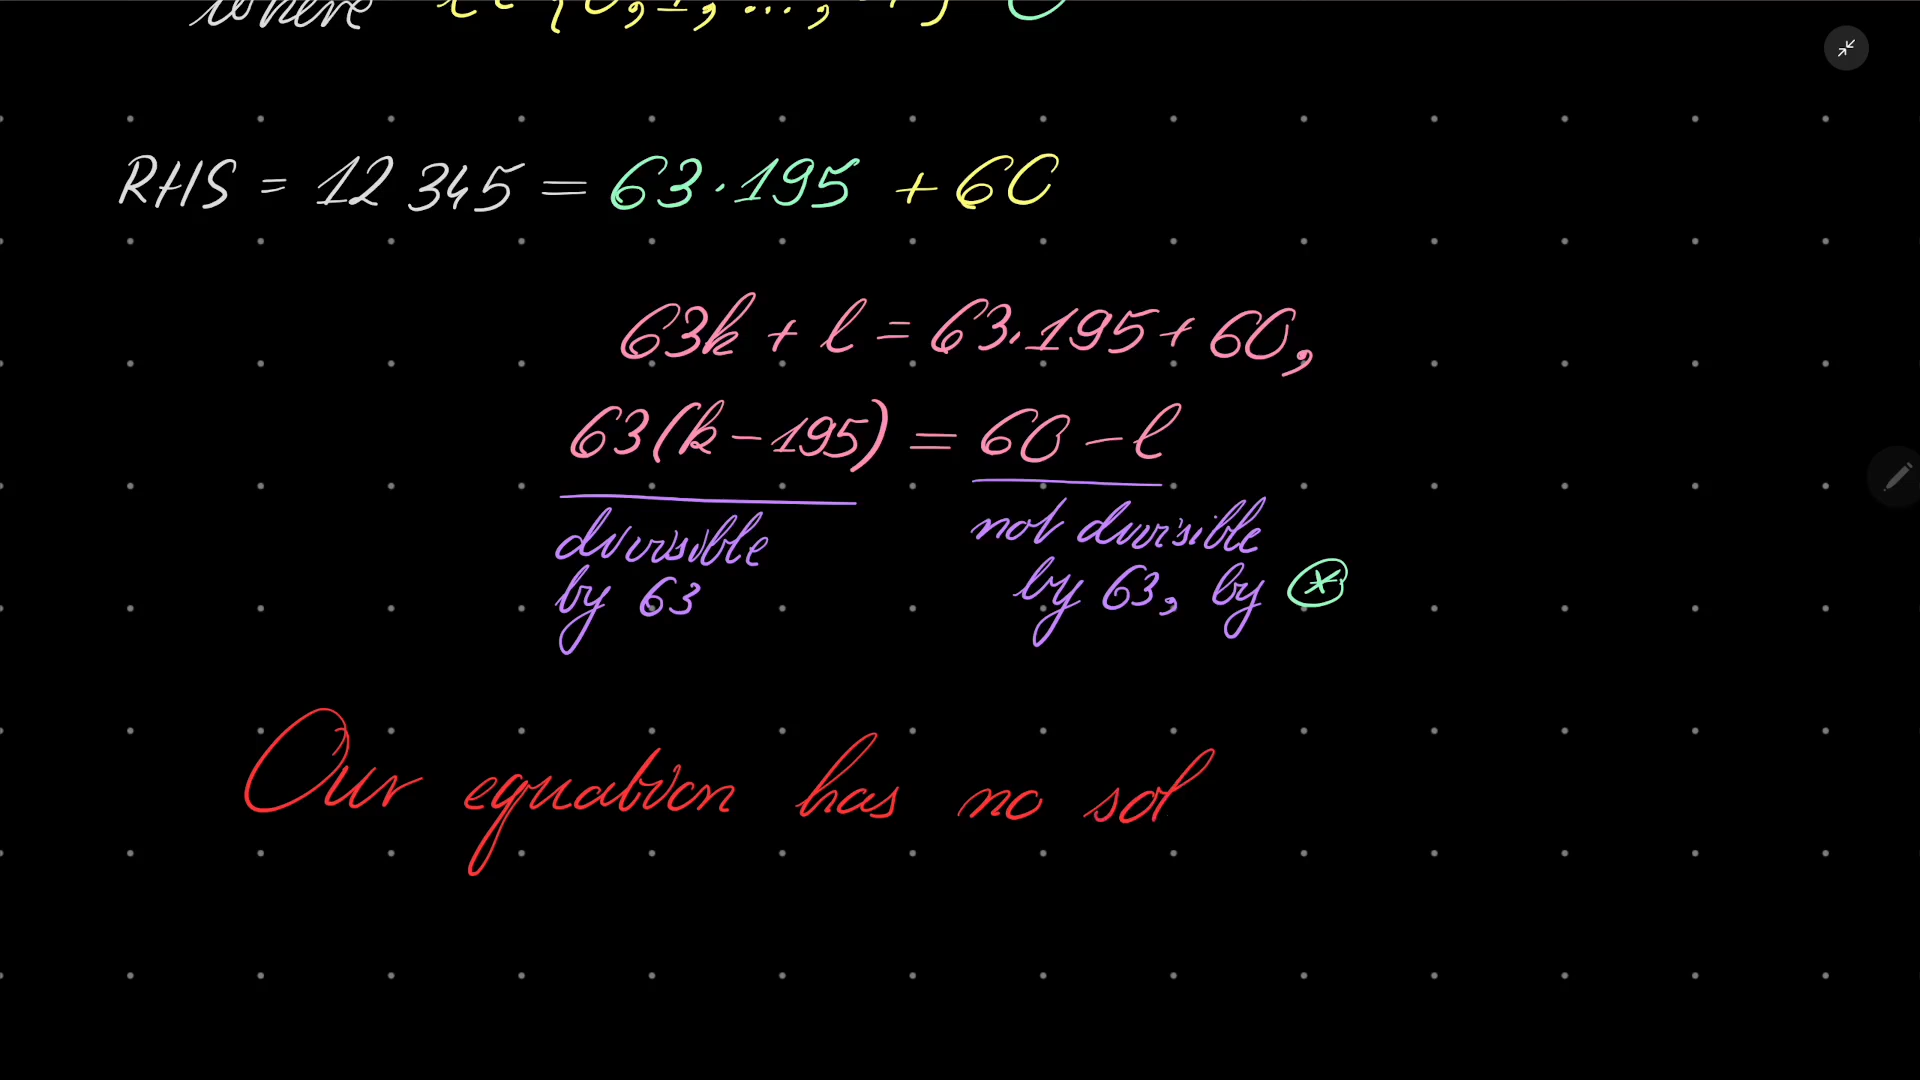 where
RHS = 12 345 = 63·195 + 60
63k + l = 63·195 + 60,
63(k - 195) = 60 - l
divisible by 63
not divisible by 63, by ⊛
Our equation has no sol